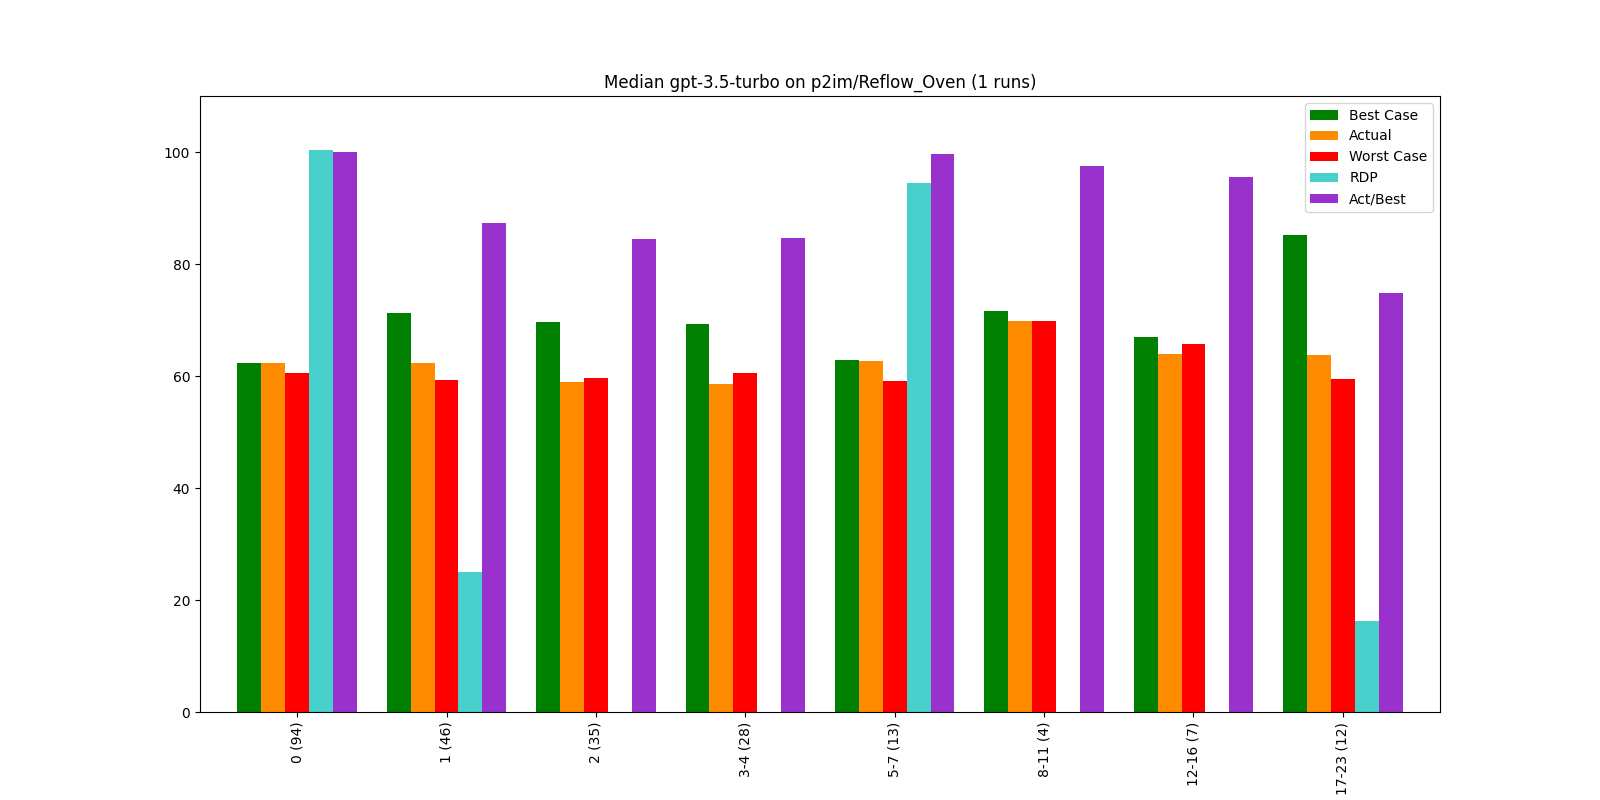 Median gpt-3.5-turbo on p2im/Reflow_Oven (1 runs)
Best Case
Actual
Worst Case
RDP
Act/Best
100
80
60
40
20
0
0 (94)
1 (46)
2 (35)
3-4 (28)
5-7 (13)
8-11 (4)
12-16 (7)
17-23 (12)